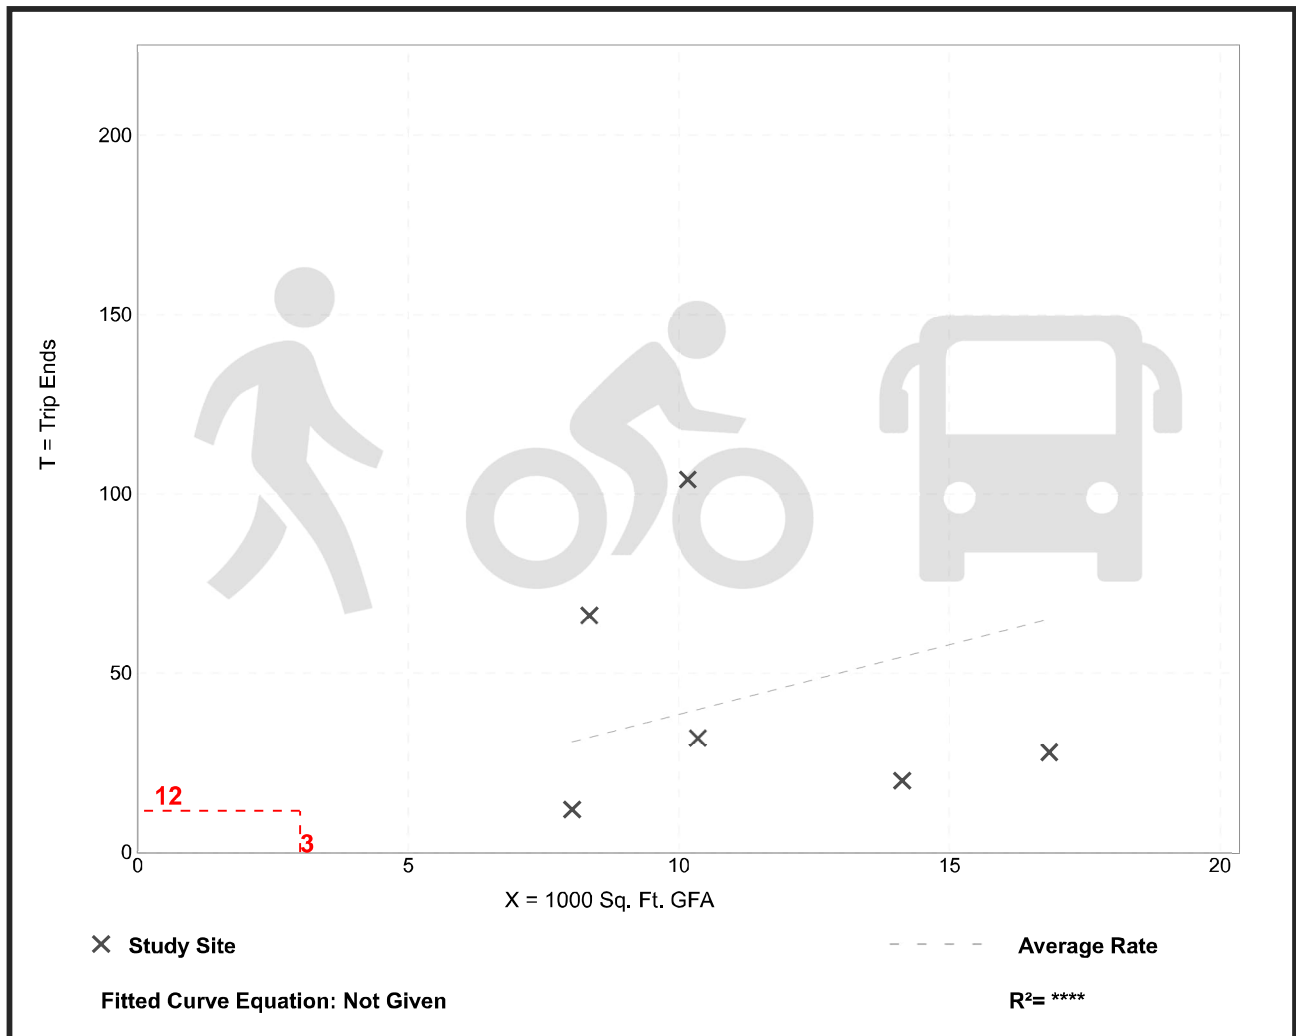 200
150
100
50
0
T = Trip Ends
12
3
0 5 10 15 20
X = 1000 Sq. Ft. GFA
Study Site
Average Rate
Fitted Curve Equation: Not Given
R²= ****